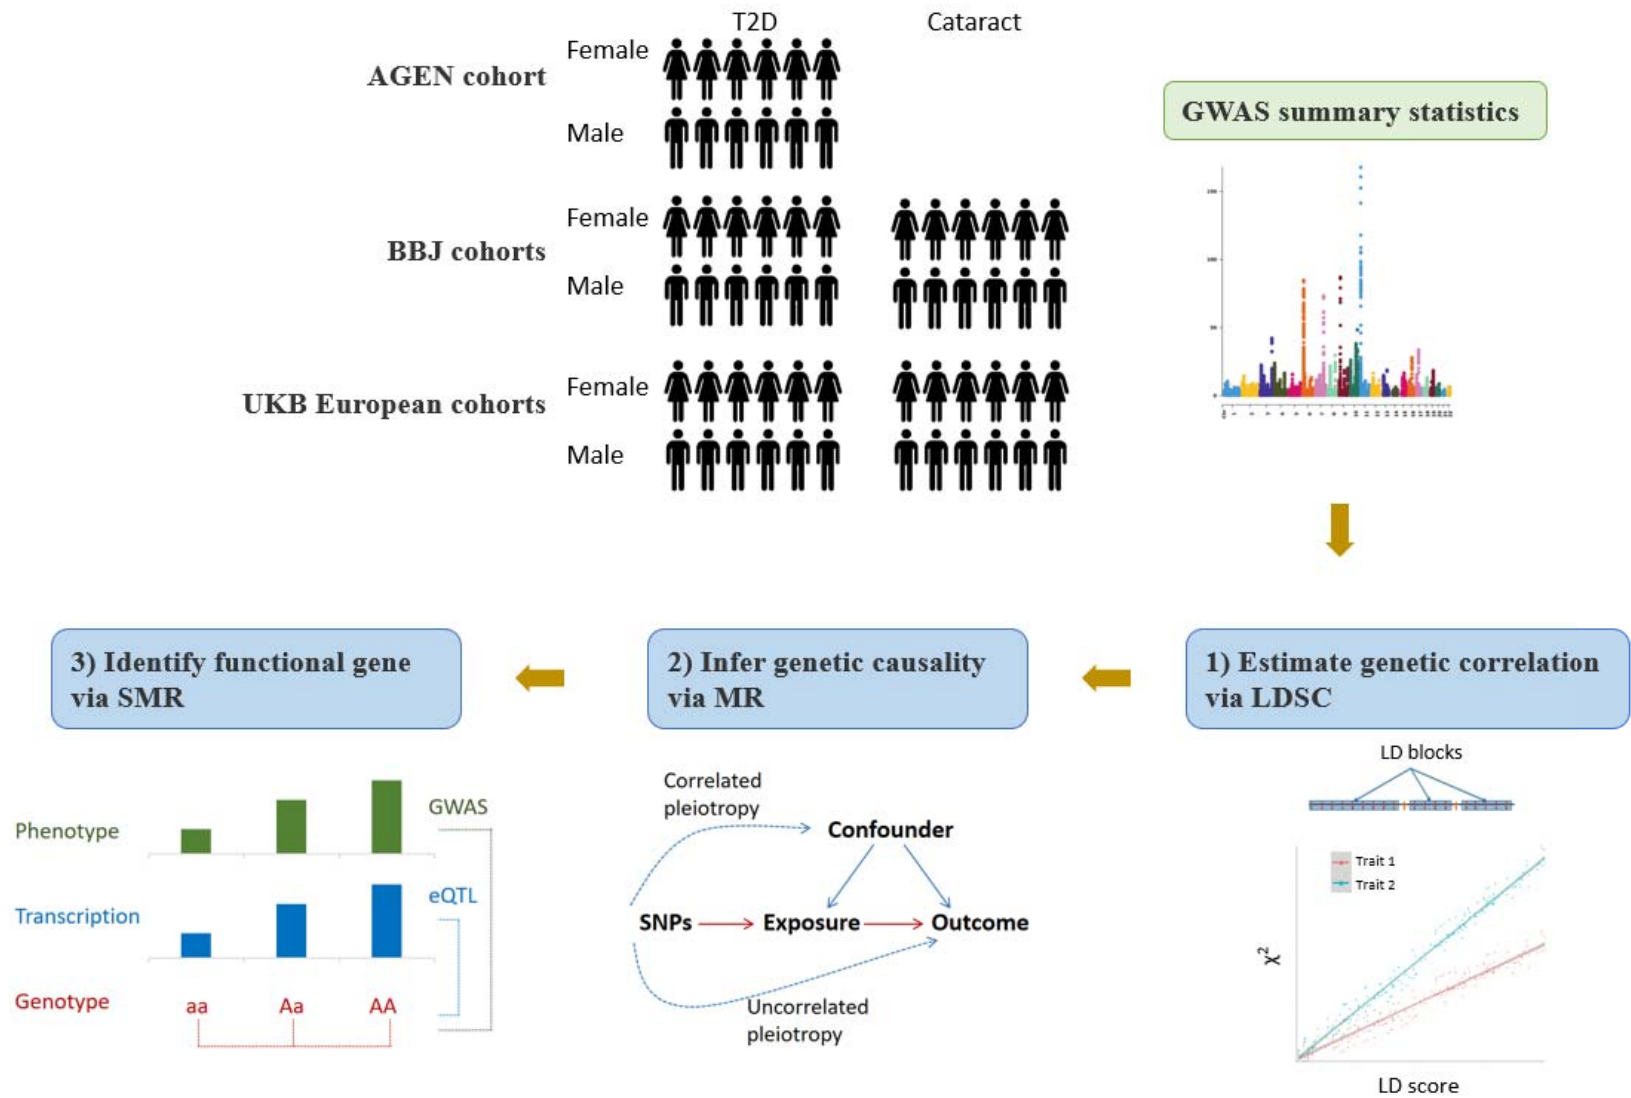 T2D
Cataract
AGEN cohort
Female
Male
BBJ cohorts
Female
Male
UKB European cohorts
Female
Male
GWAS summary statistics
1) Estimate genetic correlation
via LDSC
LD blocks
Trait 1
Trait 2
χ²
LD score
2) Infer genetic causality
via MR
Correlated
pleiotropy
Confounder
SNPs
Exposure
Outcome
Uncorrelated
pleiotropy
3) Identify functional gene
via SMR
Phenotype
GWAS
Transcription
eQTL
Genotype
aa
Aa
AA